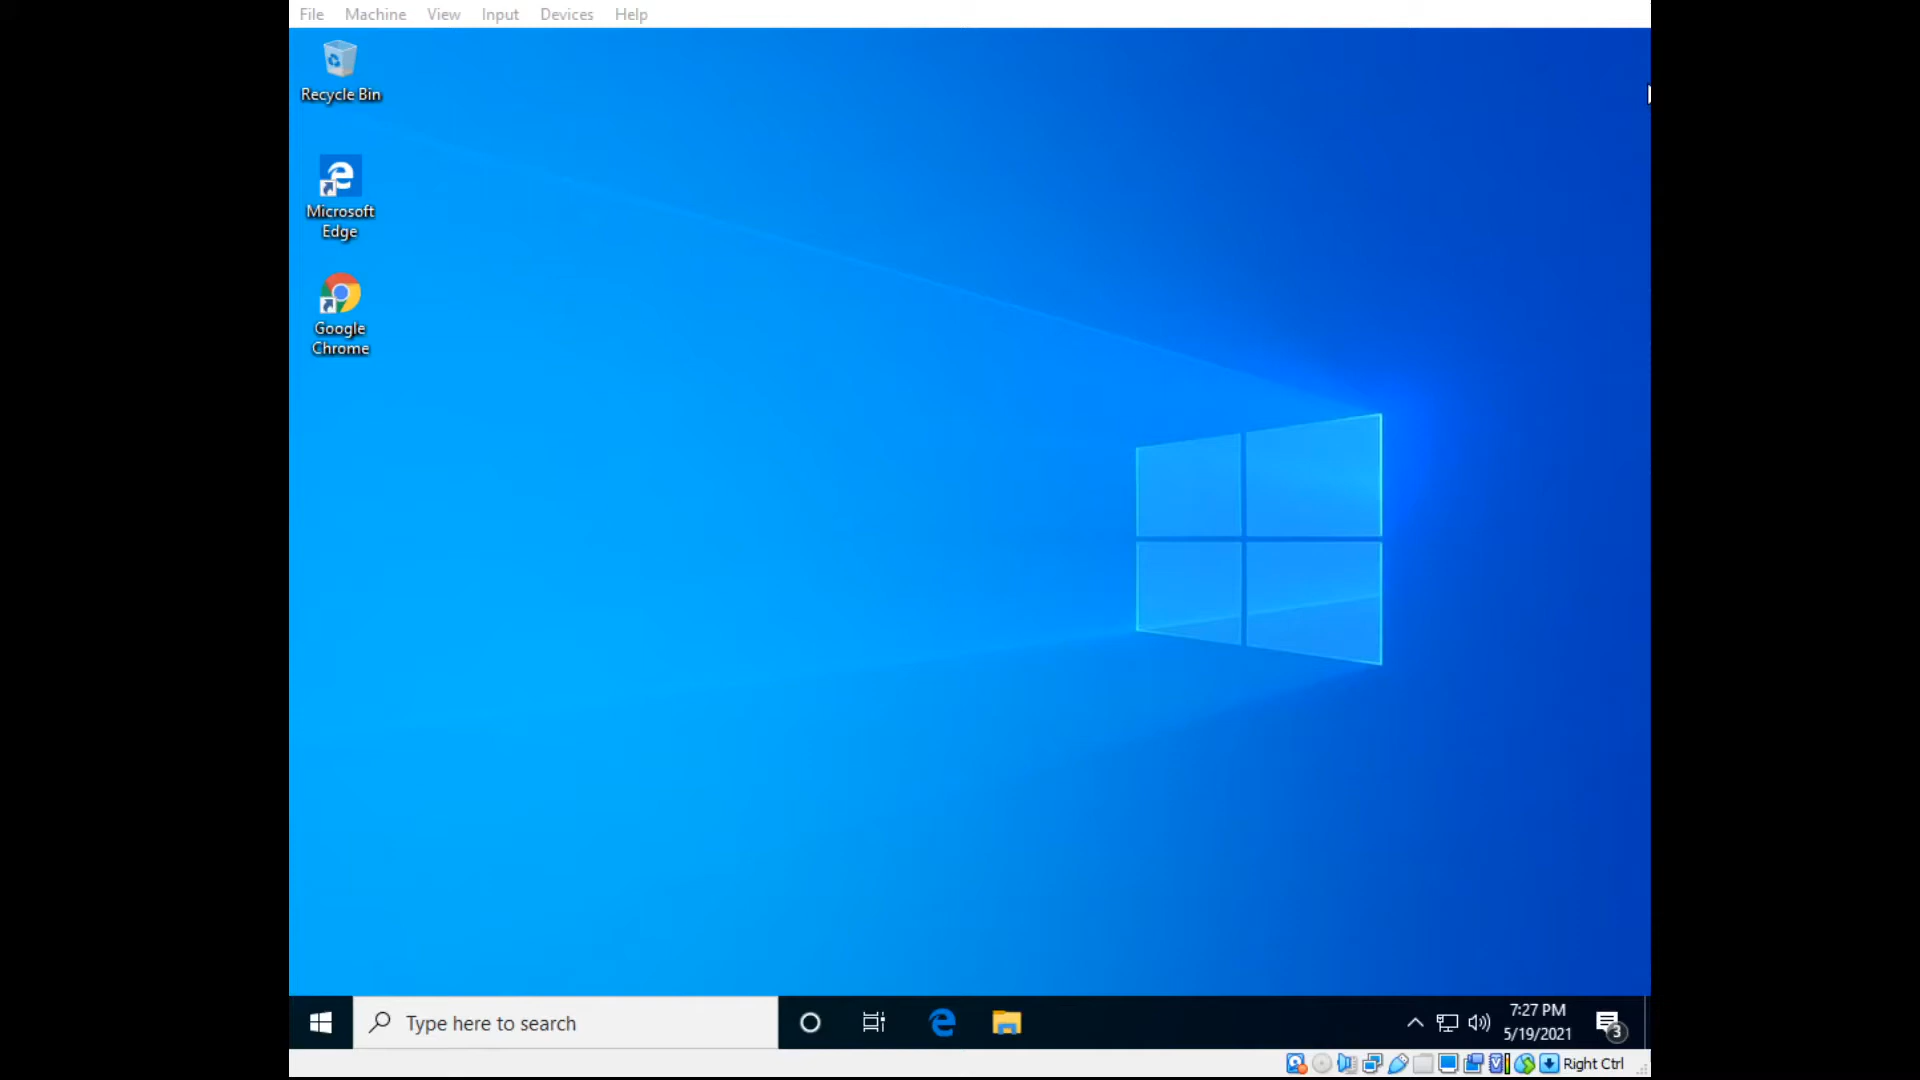 File Machine View Input Devices Help
Recycle Bin
Microsoft
Edge
Google
Chrome
Type here to search
7:27 PM
5/19/2021
3
Right Ctrl